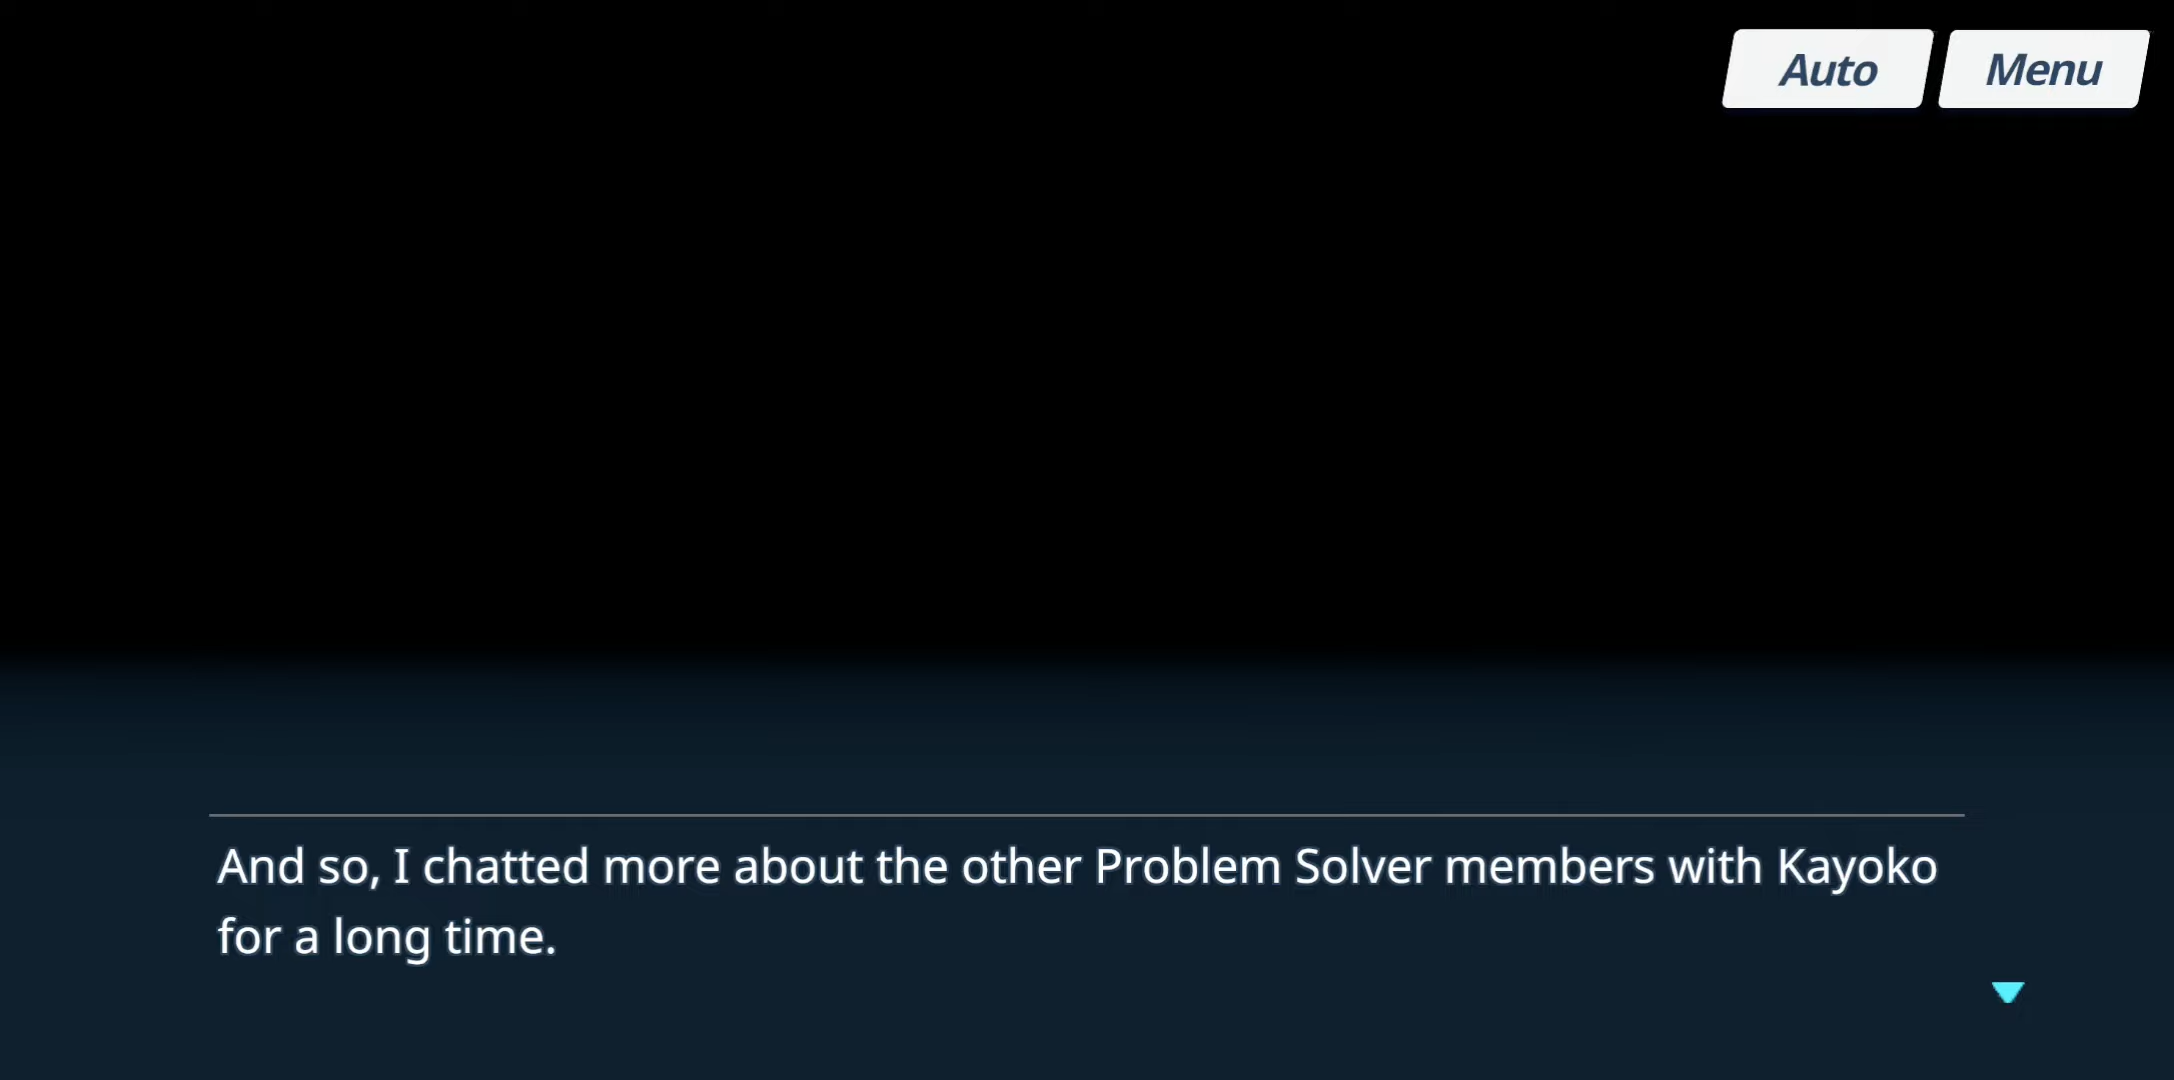 Auto Menu
And so, I chatted more about the other Problem Solver members with Kayoko
for a long time.